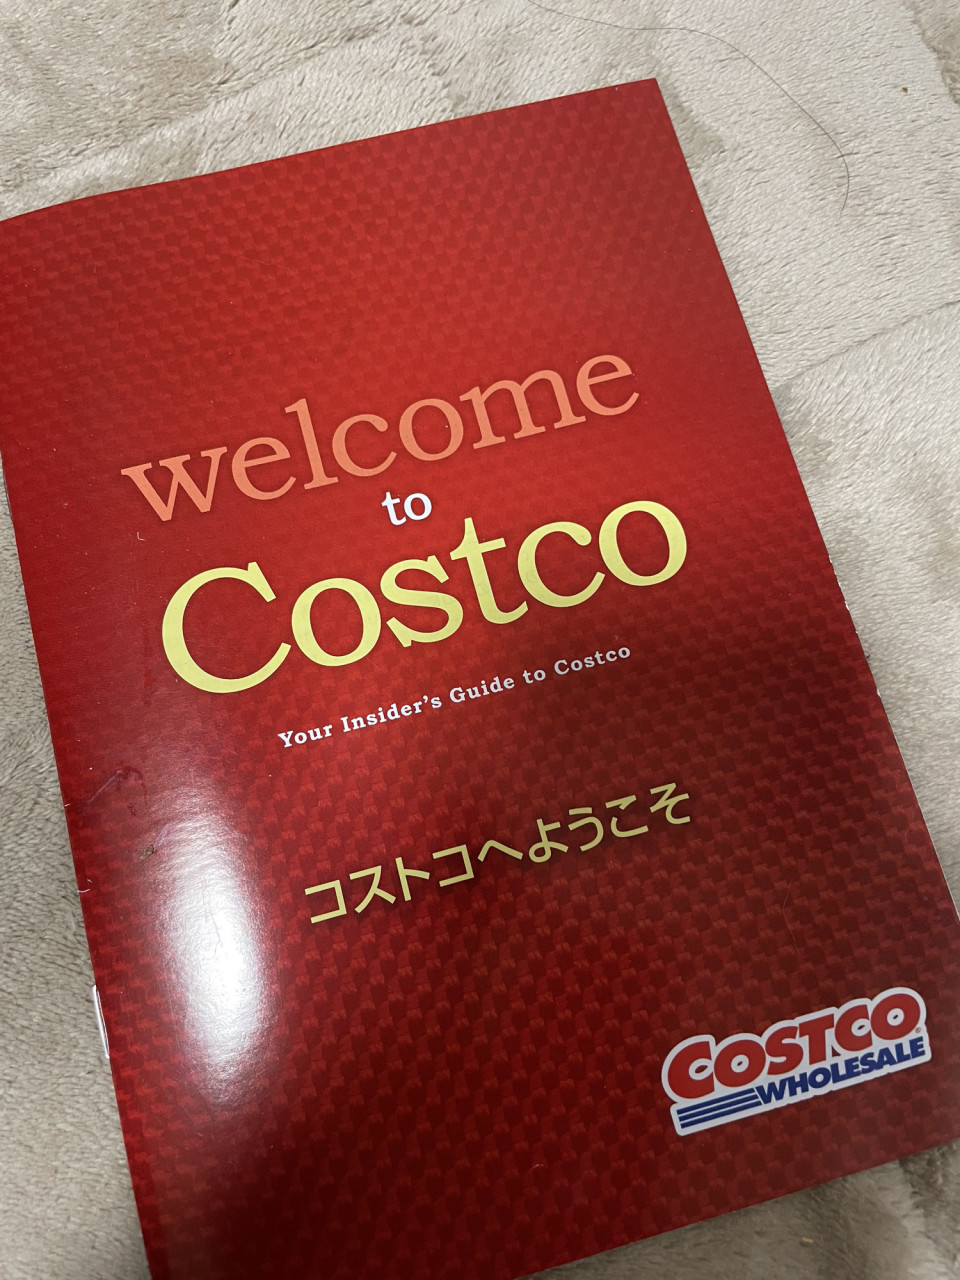 welcome
to
Costco
Your Insider's Guide to Costco
コストコへようこそ
COSTCO
WHOLESALE